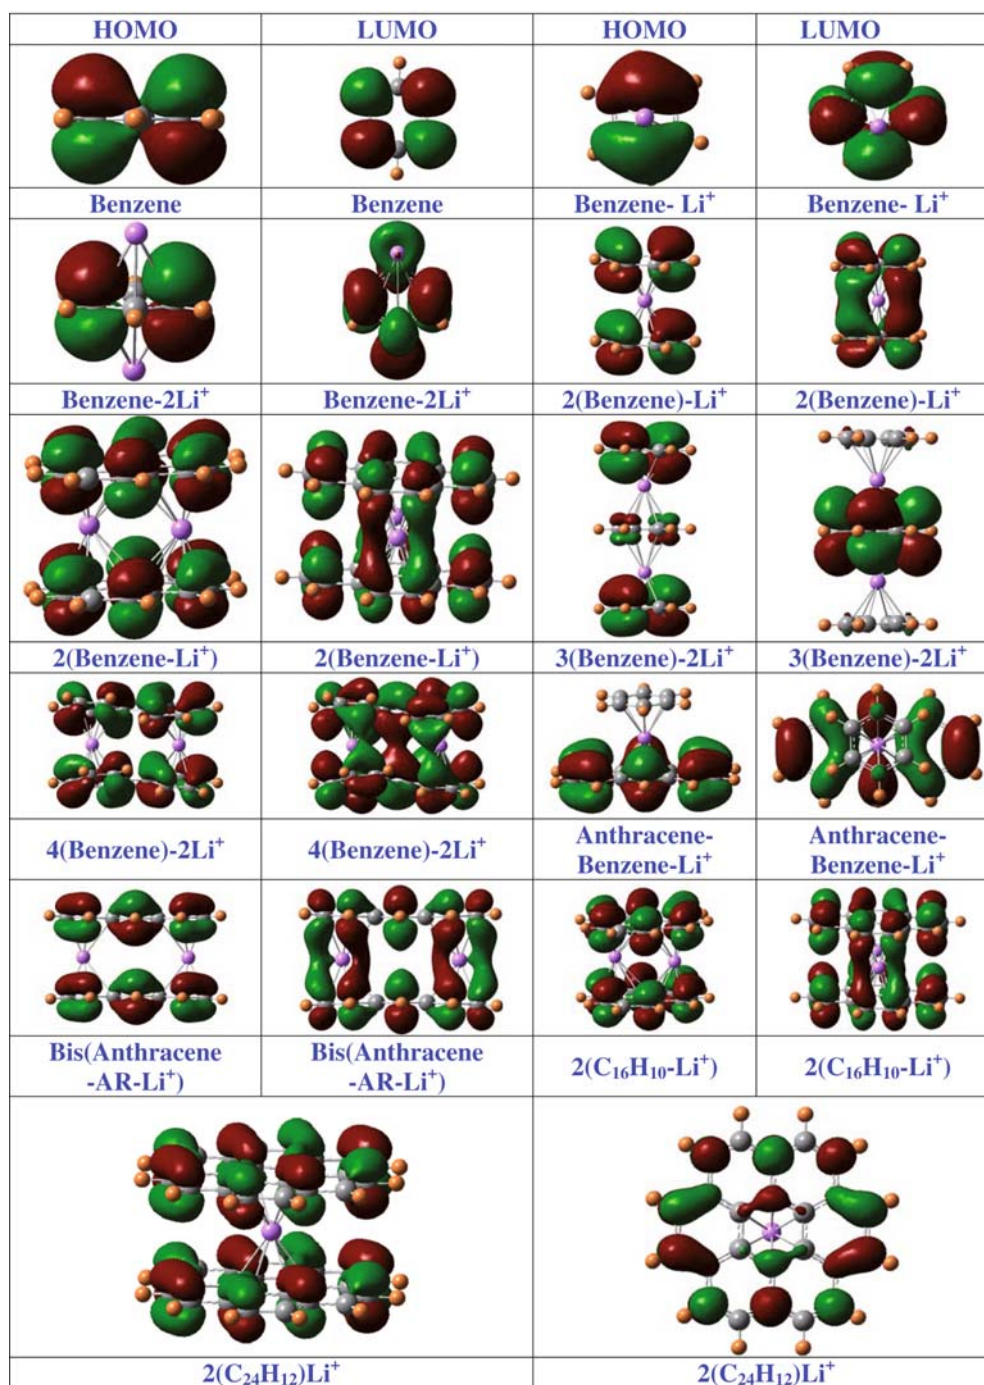 HOMO LUMO HOMO LUMO
Benzene Benzene Benzene- Li⁺ Benzene- Li⁺
Benzene-2Li⁺ Benzene-2Li⁺ 2(Benzene)-Li⁺ 2(Benzene)-Li⁺
2(Benzene-Li⁺) 2(Benzene-Li⁺) 3(Benzene)-2Li⁺ 3(Benzene)-2Li⁺
4(Benzene)-2Li⁺ 4(Benzene)-2Li⁺ Anthracene- Anthracene-
Benzene-Li⁺ Benzene-Li⁺
Bis(Anthracene Bis(Anthracene 2(C₁₆H₁₀-Li⁺) 2(C₁₆H₁₀-Li⁺)
-AR-Li⁺) -AR-Li⁺)
2(C₂₄H₁₂)Li⁺ 2(C₂₄H₁₂)Li⁺